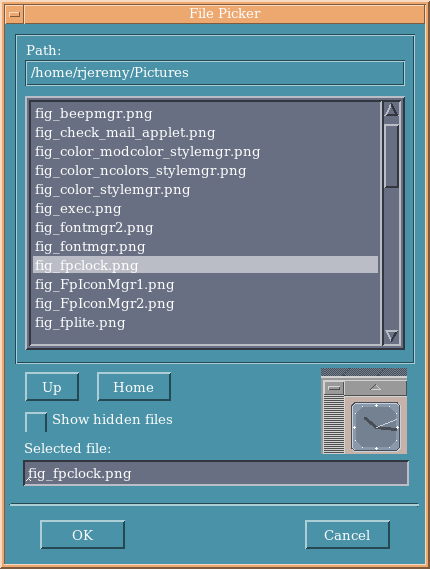 File Picker
Path:
/home/rjeremy/Pictures
fig_beepmgr.png
fig_check_mail_applet.png
fig_color_modcolor_stylemgr.png
fig_color_ncolors_stylemgr.png
fig_color_stylemgr.png
fig_exec.png
fig_fontmgr2.png
fig_fontmgr.png
fig_fpclock.png
fig_FpIconMgr1.png
fig_FpIconMgr2.png
fig_fplite.png
Up
Home
Show hidden files
Selected file:
fig_fpclock.png
OK
Cancel